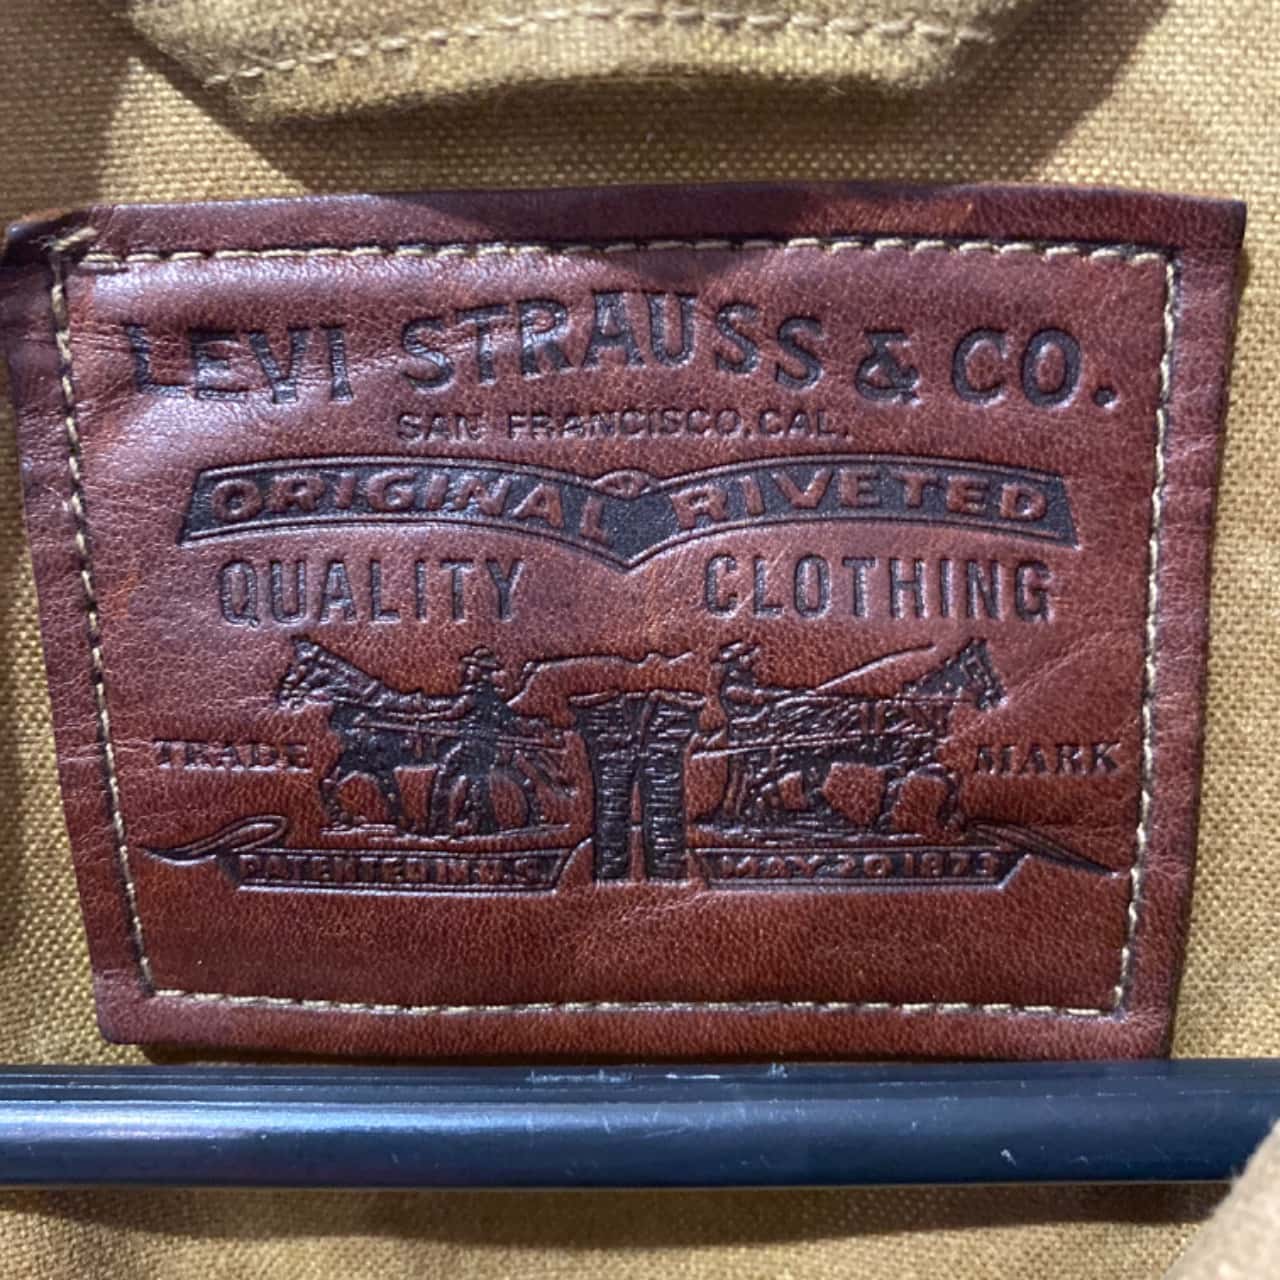 LEVI STRAUSS & CO.
SAN FRANCISCO, CAL.
ORIGINAL RIVETED
QUALITY CLOTHING
TRADE MARK
PATENTED IN U.S. MAY 20 1873